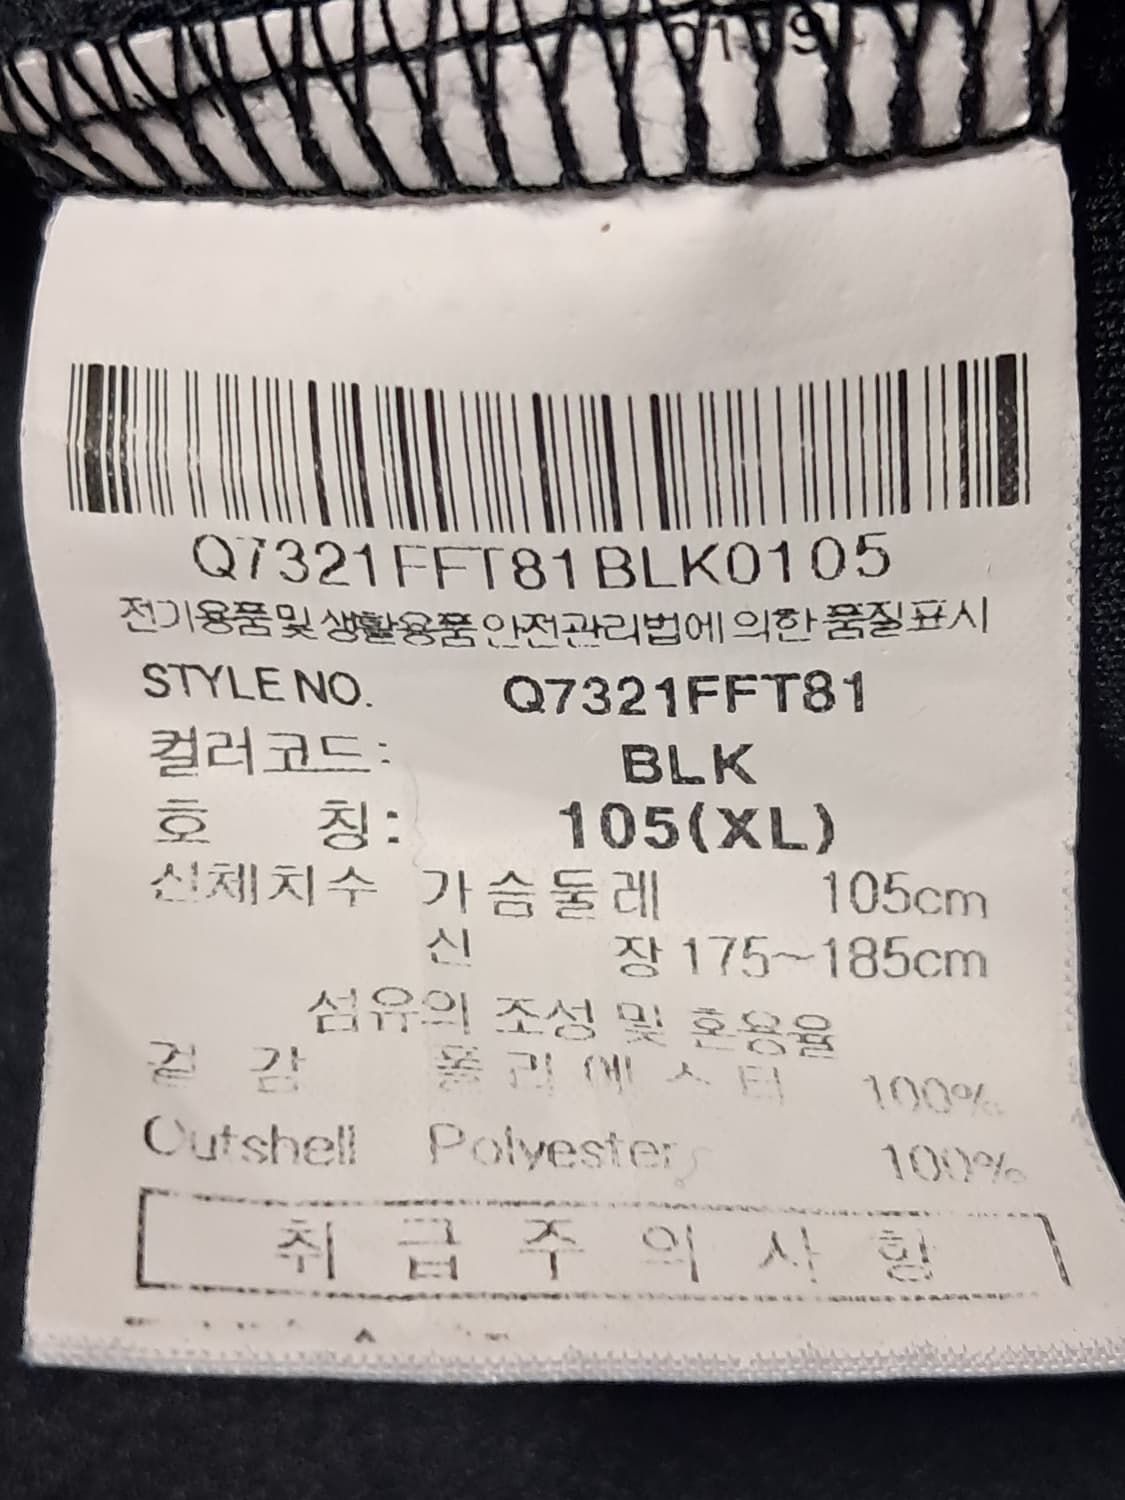 Q7321FFT81BLK0105
전기용품및 생활용품 안전관리법에 의한 품질표시
STYLE NO. Q7321FFT81
컬러코드: BLK
호 칭: 105(XL)
신체치수 가슴둘레 105cm
신 장 175~185cm
섬유의 조성 및 혼용율
겉 감 폴리에스터 100%
Outshell Polyester 100%
취급주의사항